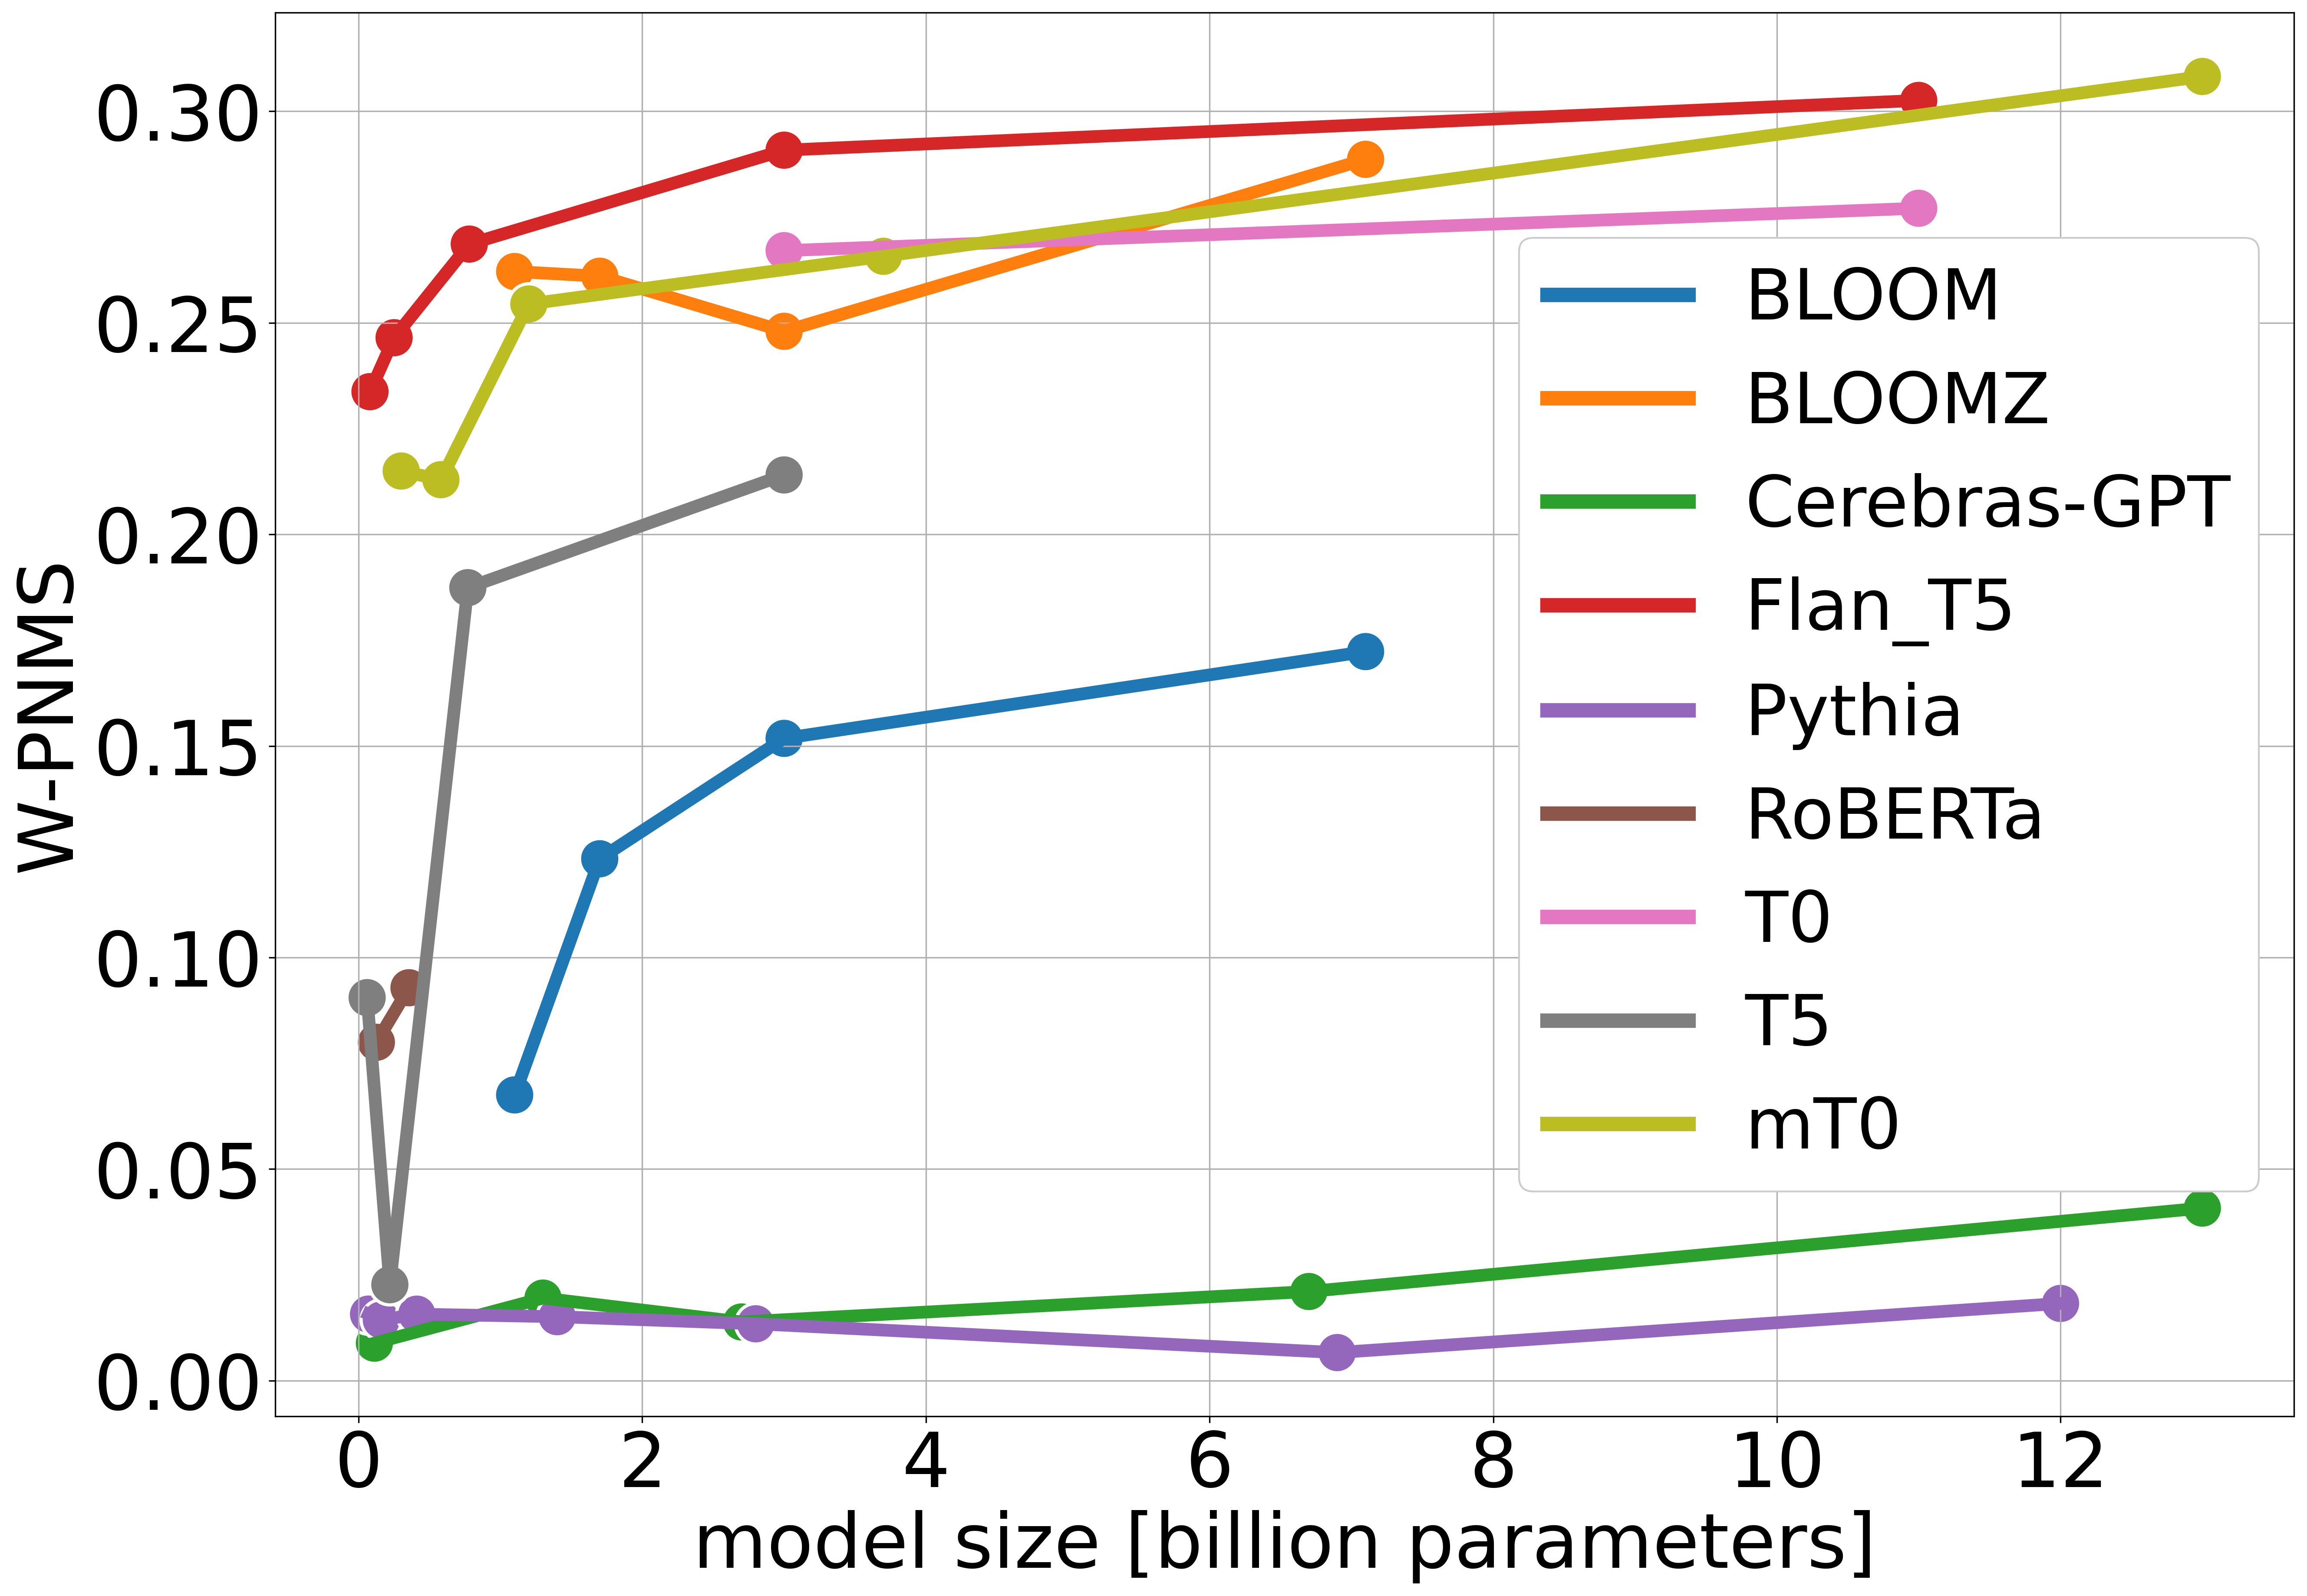 0.30
0.25
0.20
0.15
0.10
0.05
0.00
W-PNMS
BLOOM
BLOOMZ
Cerebras-GPT
Flan_T5
Pythia
RoBERTa
T0
T5
mT0
0 2 4 6 8 10 12
model size [billion parameters]